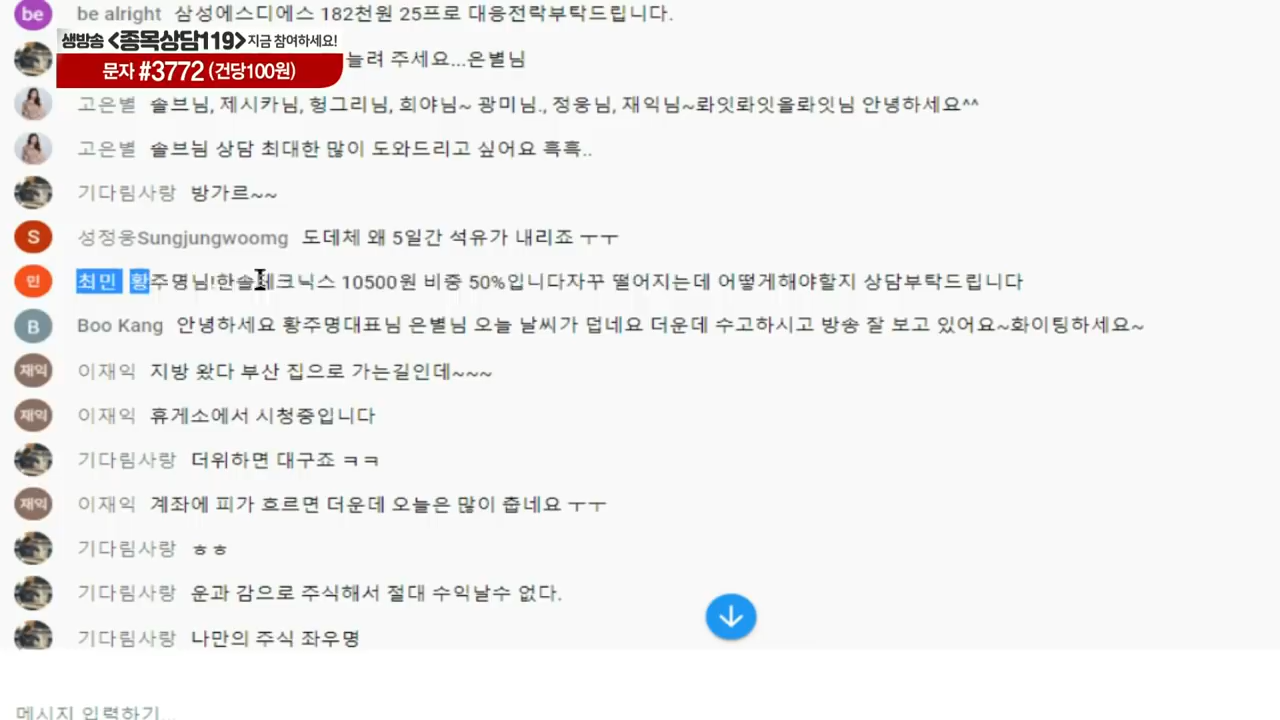 be be alright 삼성에스디에스 182천원 25프로 대응전략부탁드립니다.
생방송 <종목상담119> 지금 참여하세요!
문자 #3772 (건당100원)
늘려 주세요...은별님
고은별 솔브님, 제시카님, 헝그리님, 희야님~ 광미님., 정웅님, 재익님~롸잇롸잇올롸잇님 안녕하세요^^
고은별 솔브님 상담 최대한 많이 도와드리고 싶어요 흑흑..
기다림사랑 방가르~~
S 성정웅Sungjungwoomg 도데체 왜 5일간 석유가 내리죠 ㅜㅜ
민 최민 황주명님!한솔테크닉스 10500원 비중 50%입니다자꾸 떨어지는데 어떻게해야할지 상담부탁드립니다
B Boo Kang 안녕하세요 황주명대표님 은별님 오늘 날씨가 덥네요 더운데 수고하시고 방송 잘 보고 있어요~화이팅하세요~
재익 이재익 지방 왔다 부산 집으로 가는길인데~~~
재익 이재익 휴게소에서 시청중입니다
기다림사랑 더위하면 대구죠 ㅋㅋ
재익 이재익 계좌에 피가 흐르면 더운데 오늘은 많이 춥네요 ㅜㅜ
기다림사랑 ㅎㅎ
기다림사랑 운과 감으로 주식해서 절대 수익날수 없다.
기다림사랑 나만의 주식 좌우명
메시지 입력하기...